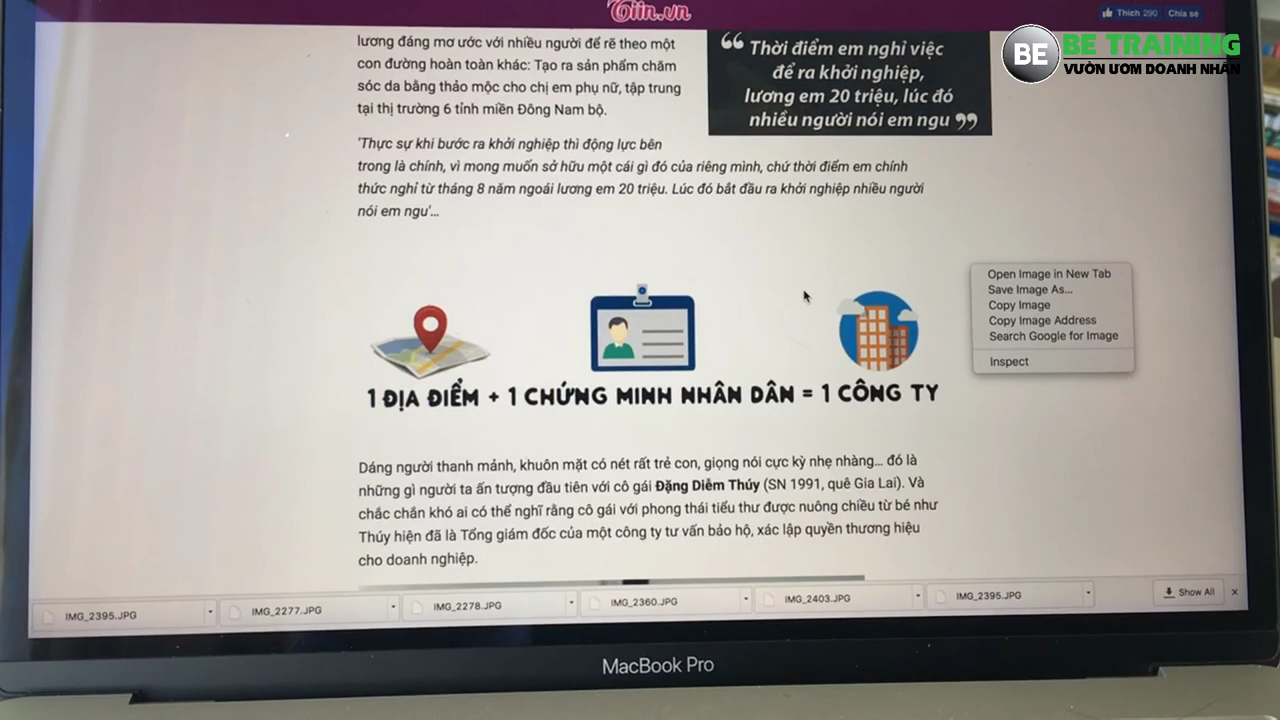 Tiin.vn
Thích 290
Chia sẻ
BE
BE TRAINING
VƯỜN ƯƠM DOANH NHÂN
lương đáng mơ ước với nhiều người để rẽ theo một
con đường hoàn toàn khác: Tạo ra sản phẩm chăm
sóc da bằng thảo mộc cho chị em phụ nữ, tập trung
tại thị trường 6 tỉnh miền Đông Nam bộ.
“ Thời điểm em nghỉ việc
để ra khởi nghiệp,
lương em 20 triệu, lúc đó
nhiều người nói em ngu ”
'Thực sự khi bước ra khởi nghiệp thì động lực bên
trong là chính, vì mong muốn sở hữu một cái gì đó của riêng mình, chứ thời điểm em chính
thức nghỉ từ tháng 8 năm ngoái lương em 20 triệu. Lúc đó bắt đầu ra khởi nghiệp nhiều người
nói em ngu'...
Open Image in New Tab
Save Image As...
Copy Image
Copy Image Address
Search Google for Image
Inspect
1 ĐỊA ĐIỂM + 1 CHỨNG MINH NHÂN DÂN = 1 CÔNG TY
Dáng người thanh mảnh, khuôn mặt có nét rất trẻ con, giọng nói cực kỳ nhẹ nhàng... đó là
những gì người ta ấn tượng đầu tiên với cô gái Đặng Diễm Thúy (SN 1991, quê Gia Lai). Và
chắc chắn khó ai có thể nghĩ rằng cô gái với phong thái tiểu thư được nuông chiều từ bé như
Thúy hiện đã là Tổng giám đốc của một công ty tư vấn bảo hộ, xác lập quyền thương hiệu
cho doanh nghiệp.
IMG_2395.JPG
IMG_2277.JPG
IMG_2278.JPG
IMG_2360.JPG
IMG_2403.JPG
IMG_2395.JPG
Show All
MacBook Pro